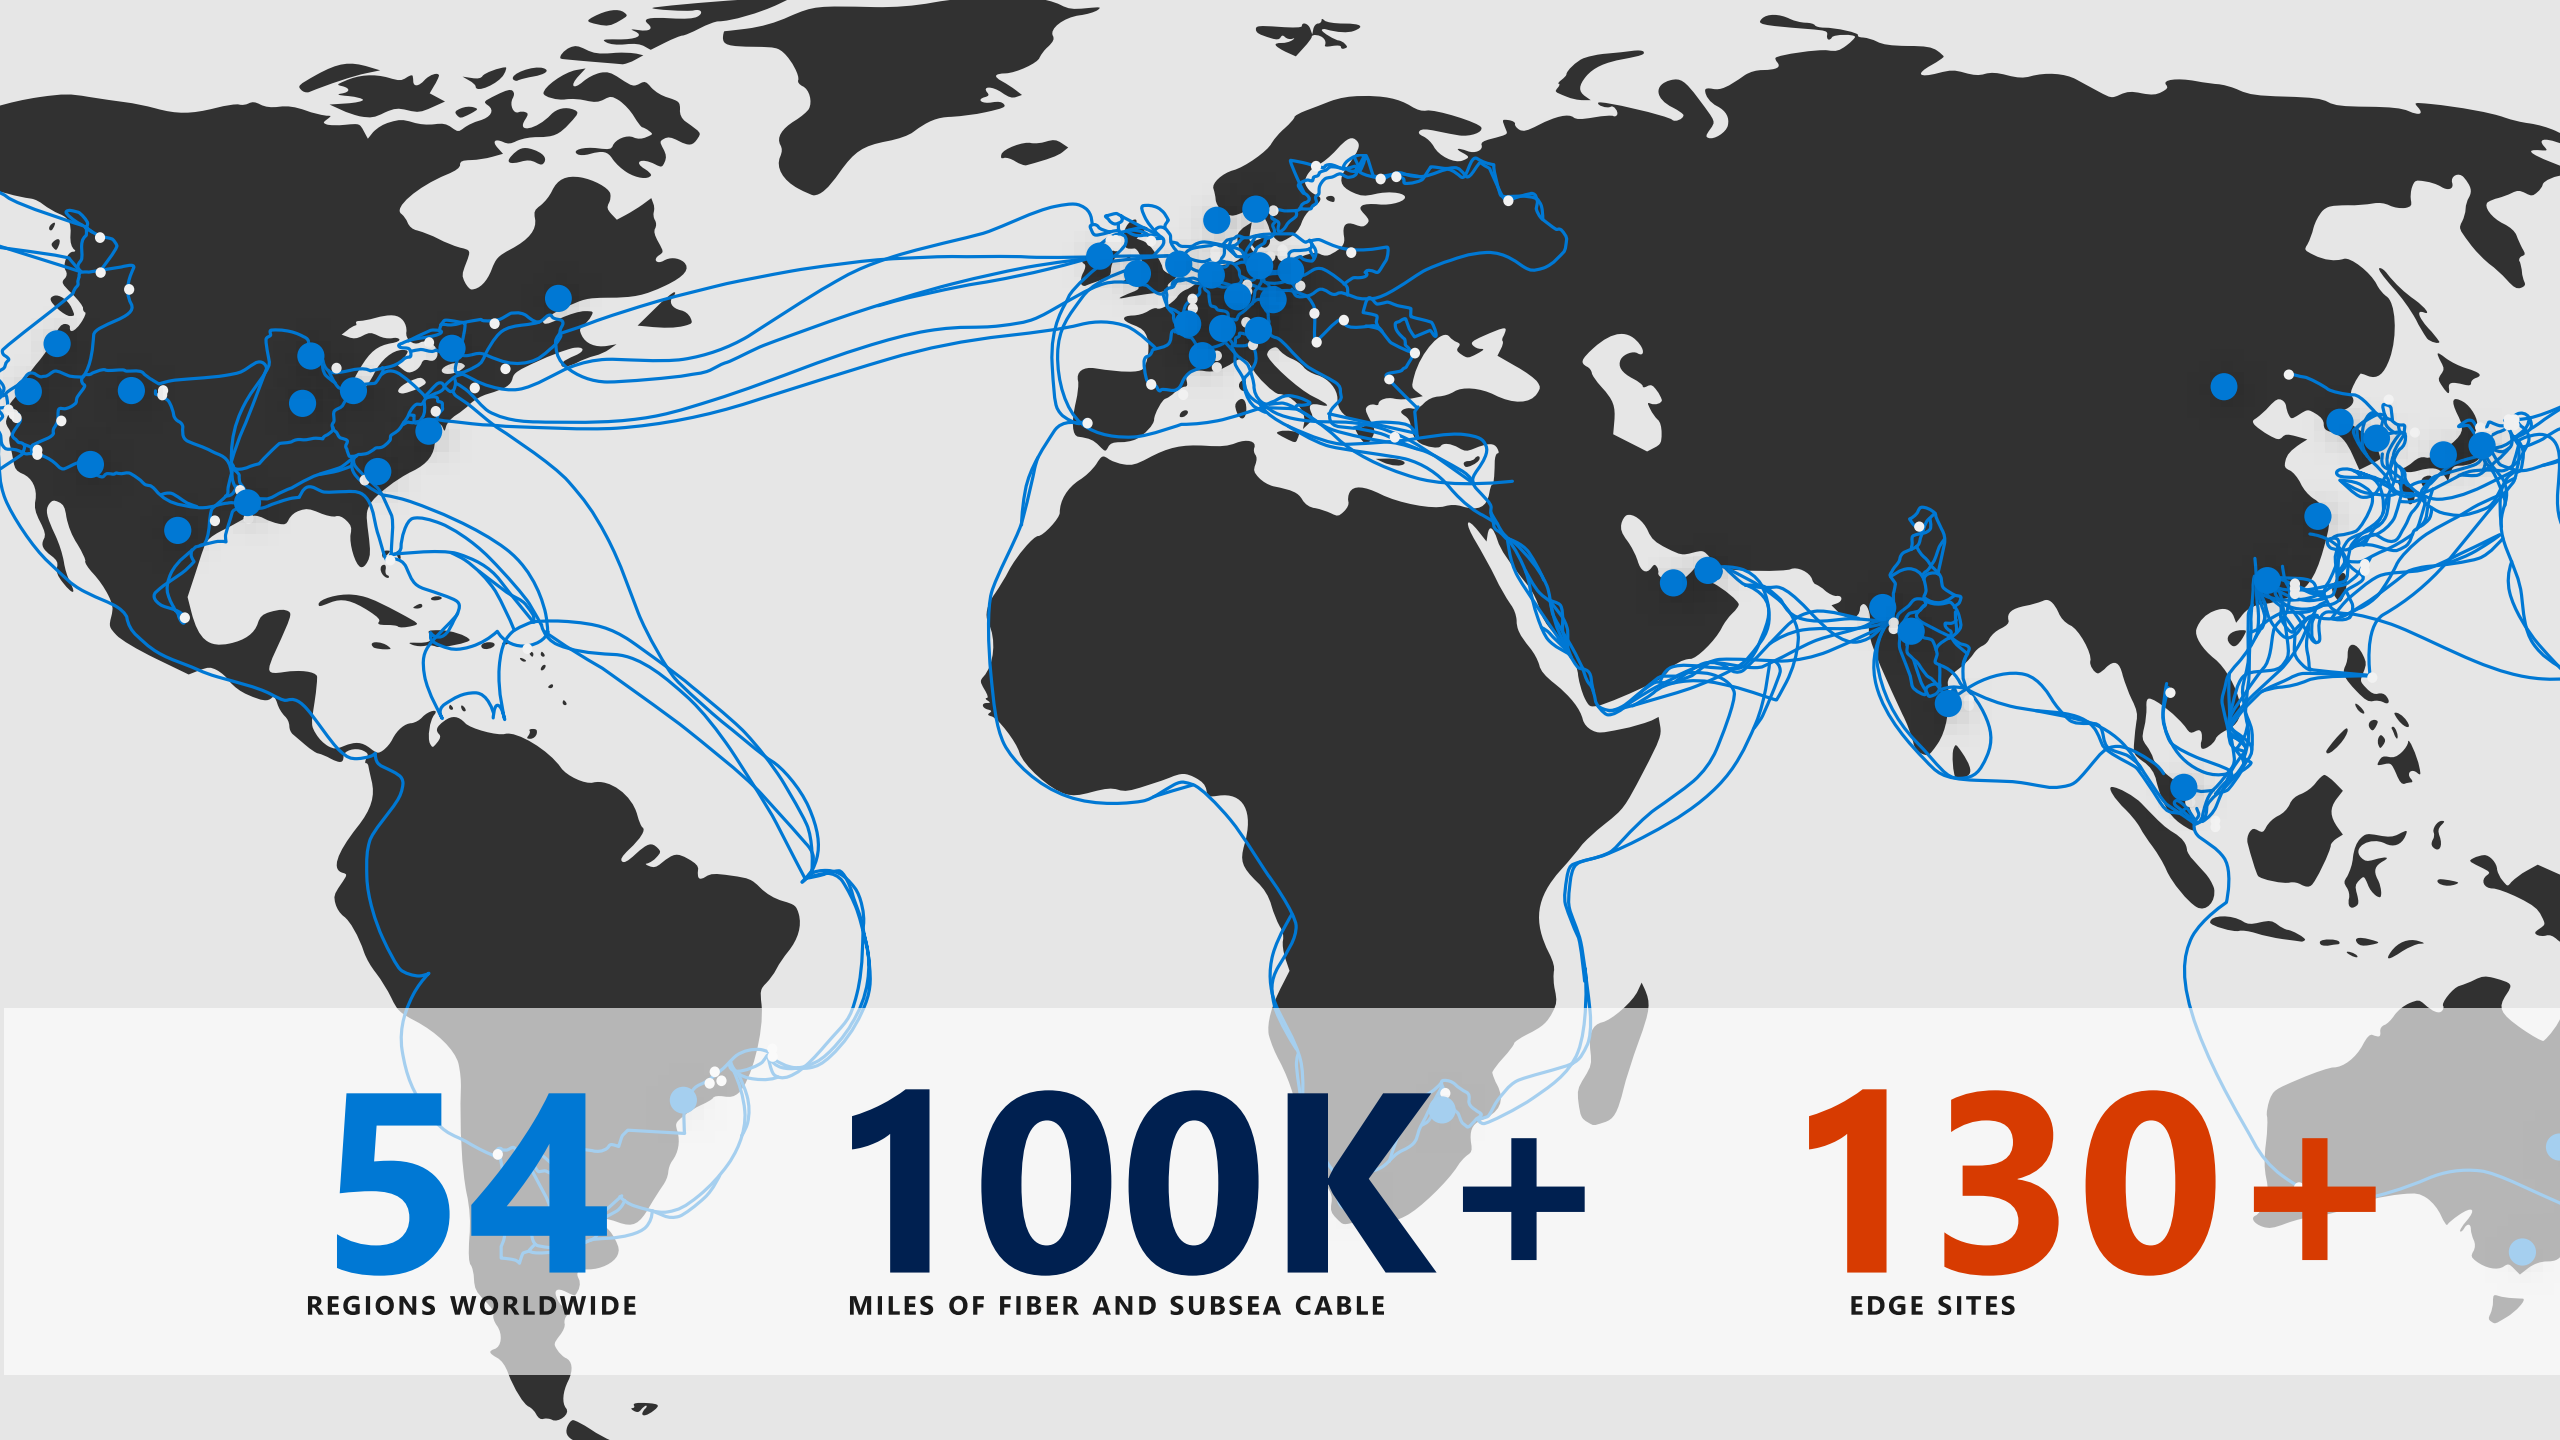 54
REGIONS WORLDWIDE
100K+
MILES OF FIBER AND SUBSEA CABLE
130+
EDGE SITES